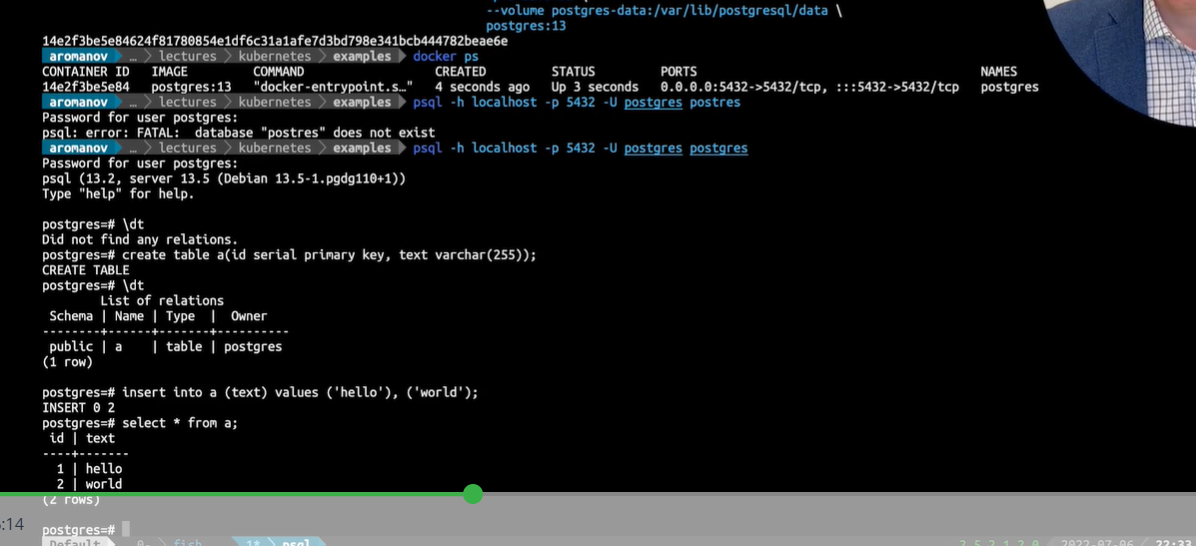 --volume postgres-data:/var/lib/postgresql/data \
postgres:13
14e2f3be5e84624f81780854e1df6c31a1afe7d3bd798e341bcb444782beae6e
aromanov … lectures kubernetes examples docker ps
CONTAINER ID IMAGE COMMAND CREATED STATUS PORTS NAMES
14e2f3be5e84 postgres:13 "docker-entrypoint.s…" 4 seconds ago Up 3 seconds 0.0.0.0:5432->5432/tcp, :::5432->5432/tcp postgres
aromanov … lectures kubernetes examples psql -h localhost -p 5432 -U postgres postres
Password for user postgres:
psql: error: FATAL: database "postres" does not exist
aromanov … lectures kubernetes examples psql -h localhost -p 5432 -U postgres postgres
Password for user postgres:
psql (13.2, server 13.5 (Debian 13.5-1.pgdg110+1))
Type "help" for help.
postgres=# \dt
Did not find any relations.
postgres=# create table a(id serial primary key, text varchar(255));
CREATE TABLE
postgres=# \dt
List of relations
Schema | Name | Type | Owner
--------+------+-------+----------
public | a | table | postgres
(1 row)
postgres=# insert into a (text) values ('hello'), ('world');
INSERT 0 2
postgres=# select * from a;
id | text
----+-------
1 | hello
2 | world
(2 rows)
:14
postgres=#
Default 0- fish 1* psql 2022-07-06 22:33